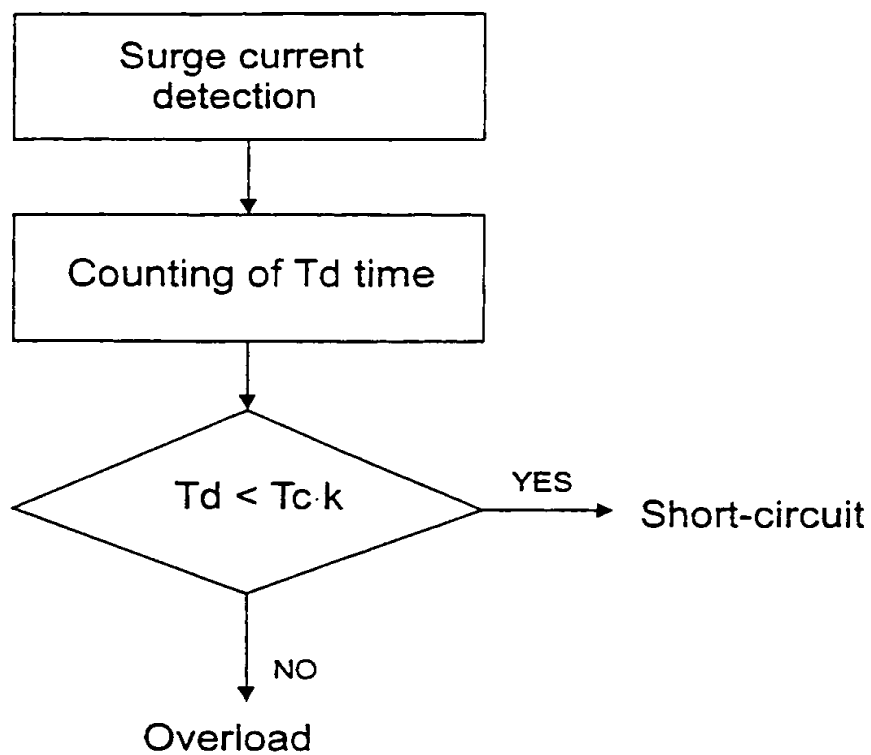 Surge current
detection
Counting of Td time
Td < Tc·k
YES
Short-circuit
NO
Overload